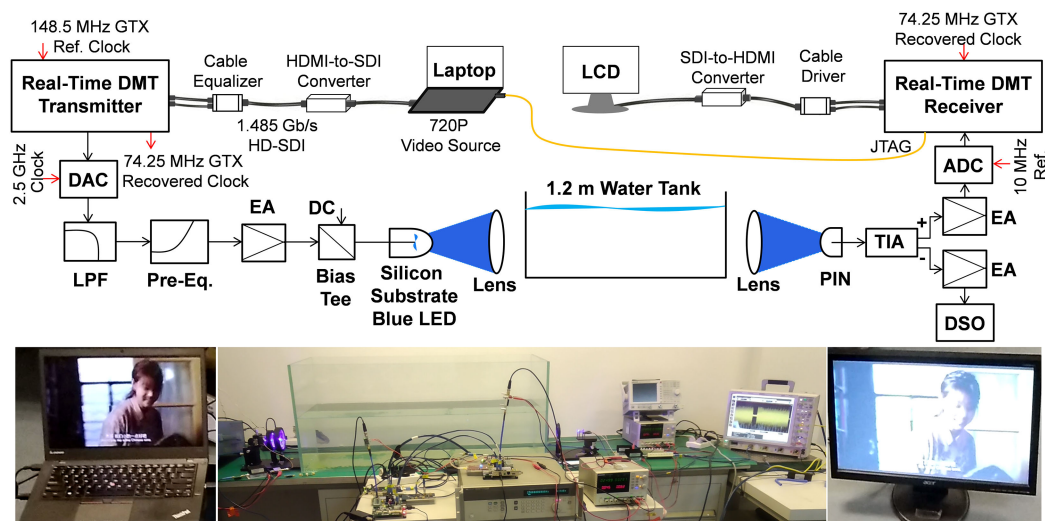 148.5 MHz GTX
Ref. Clock
Real-Time DMT
Transmitter
Cable
Equalizer
HDMI-to-SDI
Converter
1.485 Gb/s
HD-SDI
Laptop
720P
Video Source
LCD
SDI-to-HDMI
Converter
Cable
Driver
74.25 MHz GTX
Recovered Clock
Real-Time DMT
Receiver
JTAG
2.5 GHz
Clock
DAC
74.25 MHz GTX
Recovered Clock
ADC
10 MHz
Ref.
LPF
Pre-Eq.
EA
DC
Bias
Tee
Silicon
Substrate
Blue LED
Lens
1.2 m Water Tank
Lens
PIN
TIA
+
-
EA
EA
DSO
acer